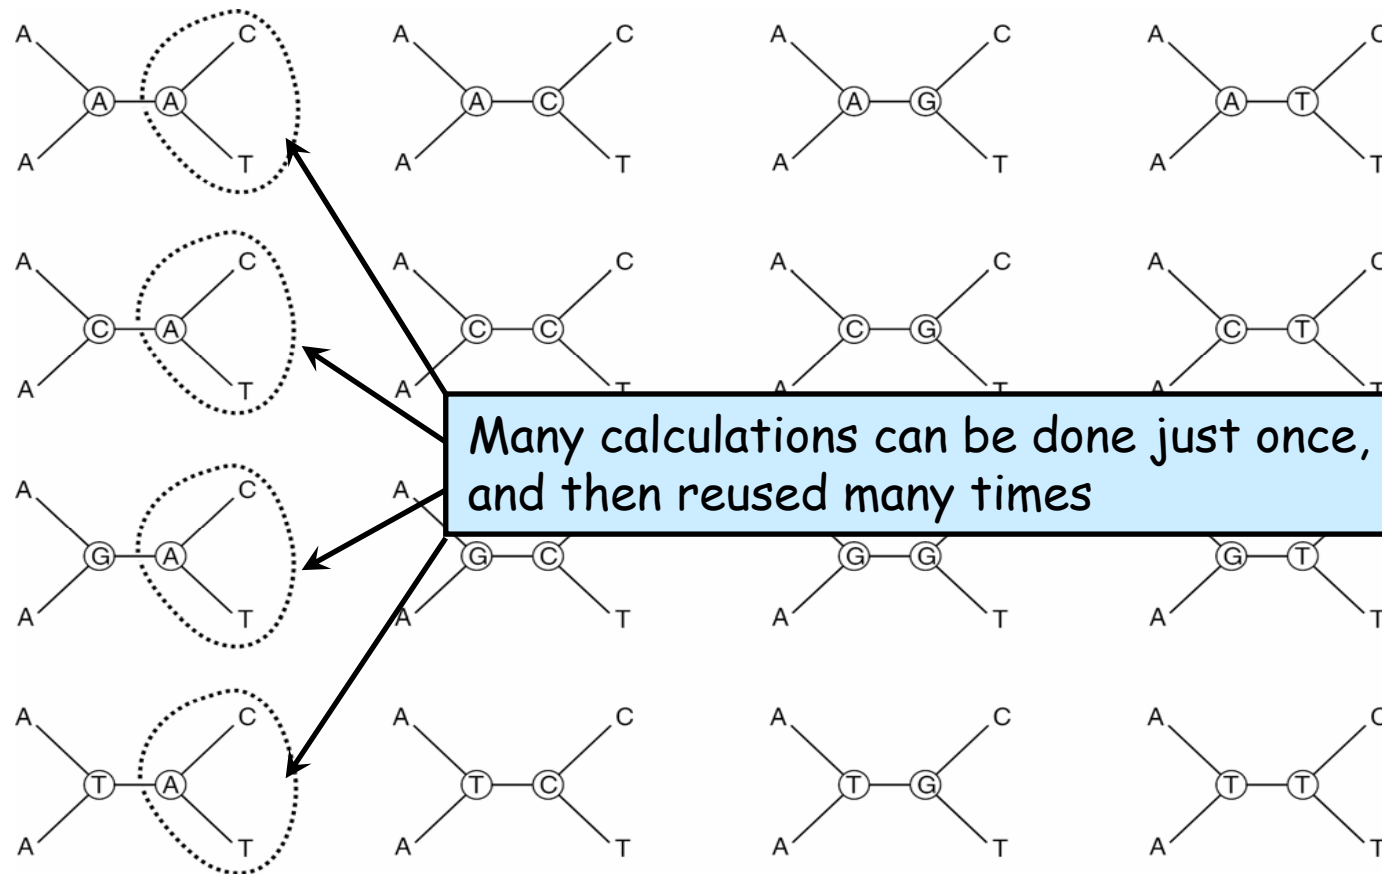 A C A C A C A C
A A A C A G A T
A T A T A T A T
A C A C A C A C
C A C C C G C T
A T A T A T A T
Many calculations can be done just once,
and then reused many times
A C A
G A G C G G G T
A T A T A T A T
A C A C A C A C
T A T C T G T T
A T A T A T A T